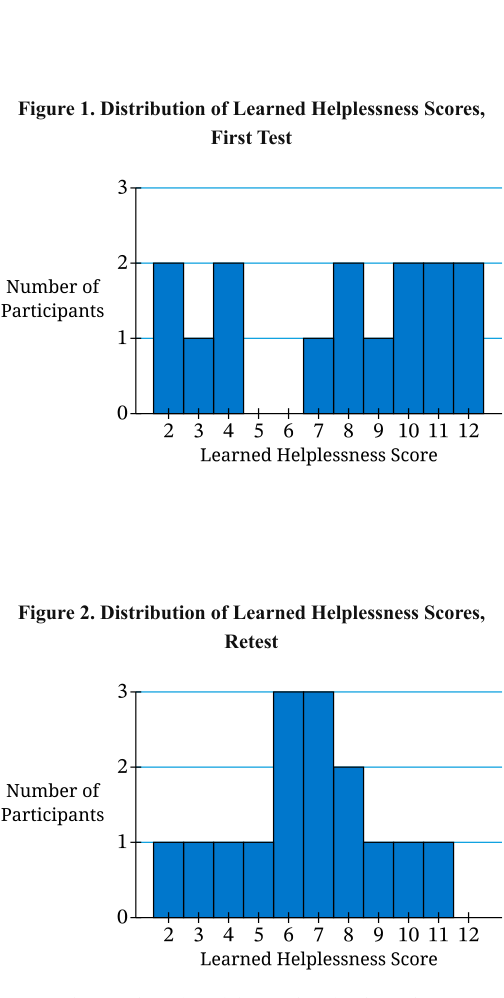 Figure 1. Distribution of Learned Helplessness Scores,
First Test
3
2
Number of
Participants
1
0
2 3 4 5 6 7 8 9 10 11 12
Learned Helplessness Score
Figure 2. Distribution of Learned Helplessness Scores,
Retest
3
2
Number of
Participants
1
0
2 3 4 5 6 7 8 9 10 11 12
Learned Helplessness Score